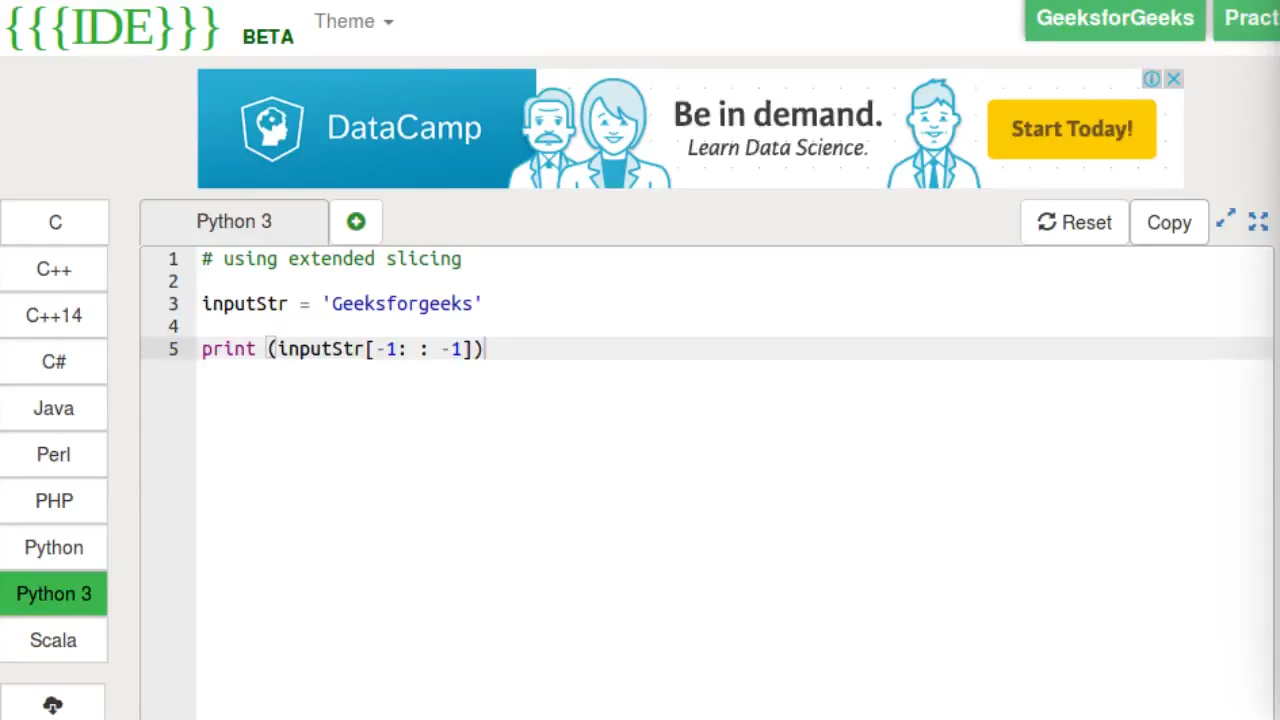 {{{IDE}}} BETA Theme
GeeksforGeeks Pract
DataCamp
Be in demand.
Learn Data Science.
Start Today!
C
C++
C++14
C#
Java
Perl
PHP
Python
Python 3
Scala
Python 3
Reset Copy
1 # using extended slicing
2
3 inputStr = 'Geeksforgeeks'
4
5 print (inputStr[-1: : -1])